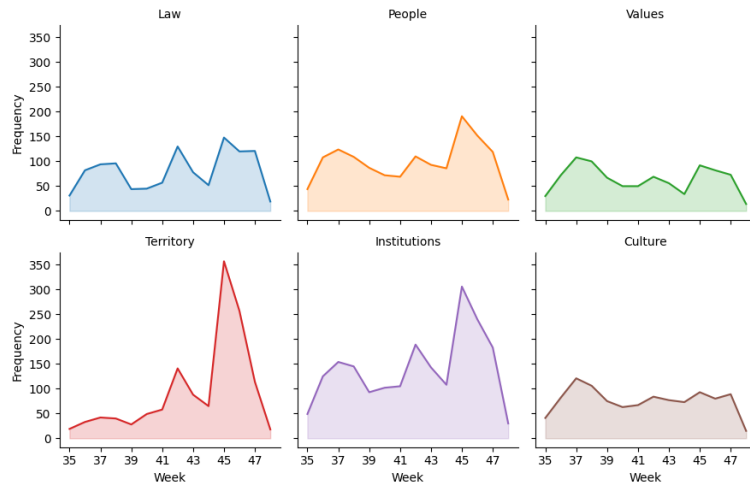 Law People Values
350
300
250
200
150
100
50
0
Frequency
Territory Institutions Culture
350
300
250
200
150
100
50
0
Frequency
35 37 39 41 43 45 47 35 37 39 41 43 45 47 35 37 39 41 43 45 47
Week Week Week